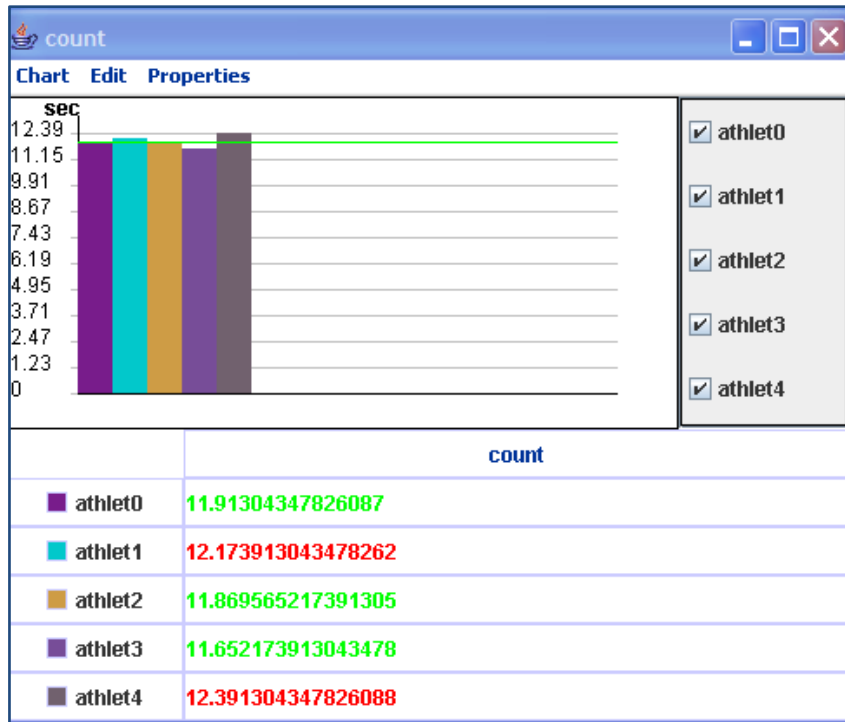 count
Chart Edit Properties
sec
12.39
11.15
9.91
8.67
7.43
6.19
4.95
3.71
2.47
1.23
0
athlet0
athlet1
athlet2
athlet3
athlet4
count
athlet0 11.91304347826087
athlet1 12.173913043478262
athlet2 11.869565217391305
athlet3 11.652173913043478
athlet4 12.391304347826088